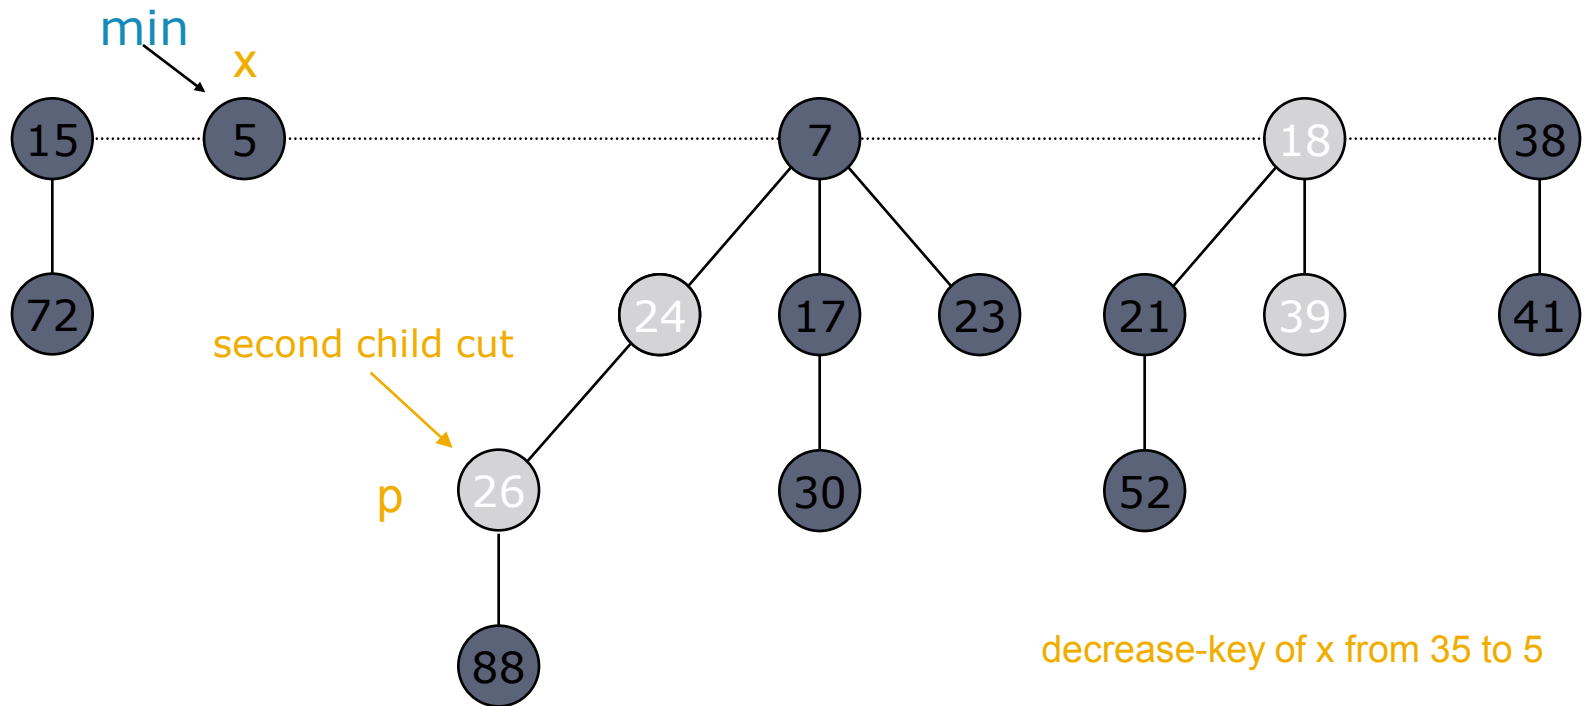 min
x
15 5 7 18 38
72 24 17 23 21 39 41
second child cut
p 26 30 52
88
decrease-key of x from 35 to 5